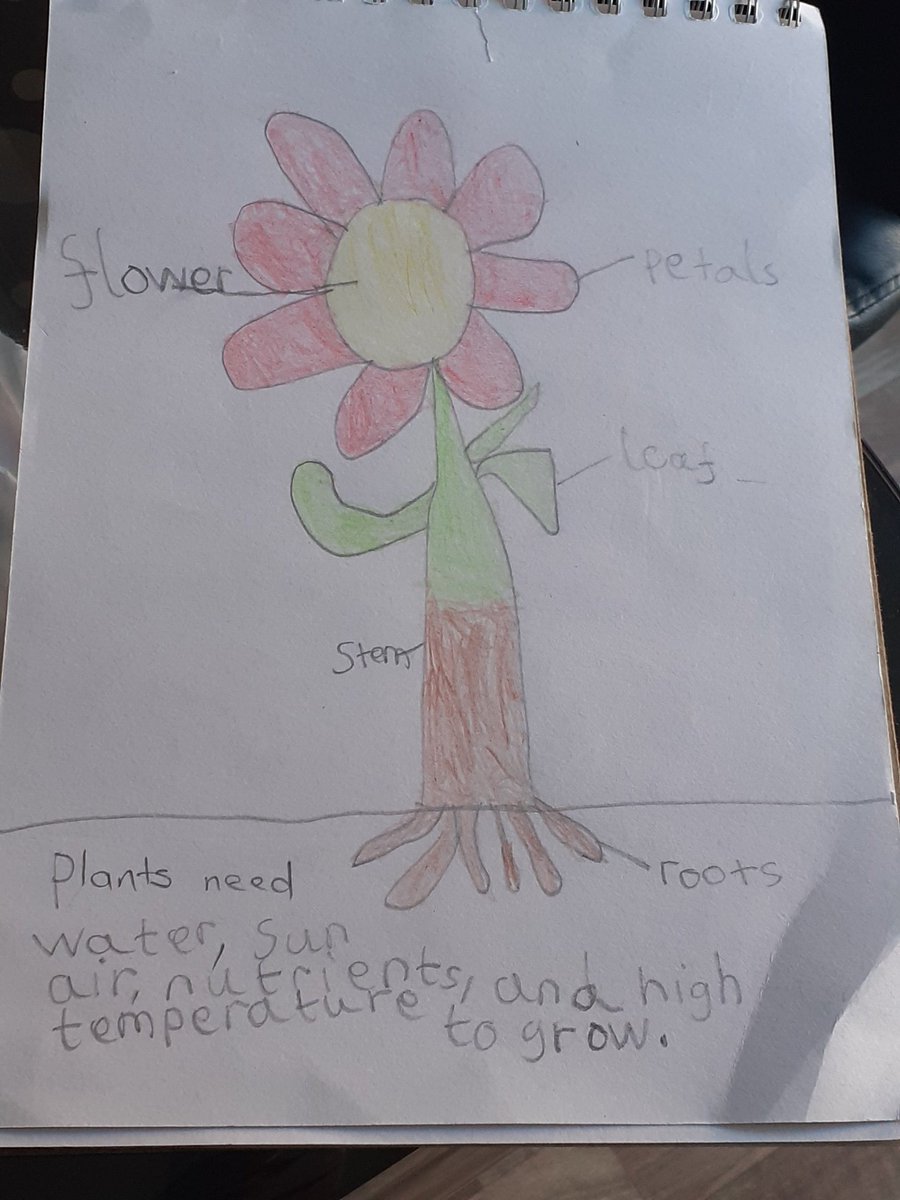 flower
petals
leaf
Stem
roots
Plants need
water, Sun
air, nutrients, and high
temperature to grow.